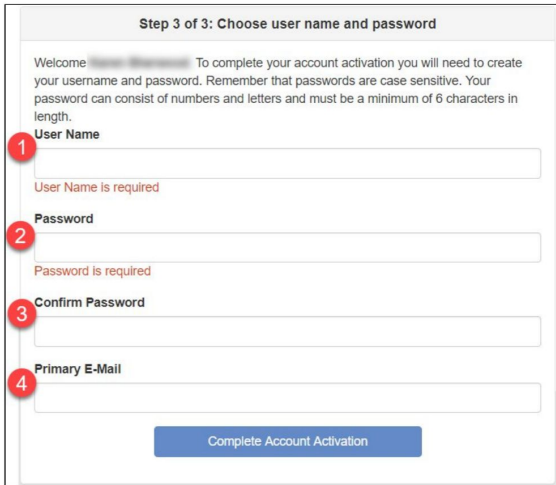 Step 3 of 3: Choose user name and password
Welcome To complete your account activation you will need to create
your username and password. Remember that passwords are case sensitive. Your
password can consist of numbers and letters and must be a minimum of 6 characters in
length.
User Name
1
User Name is required
Password
2
Password is required
Confirm Password
3
Primary E-Mail
4
Complete Account Activation